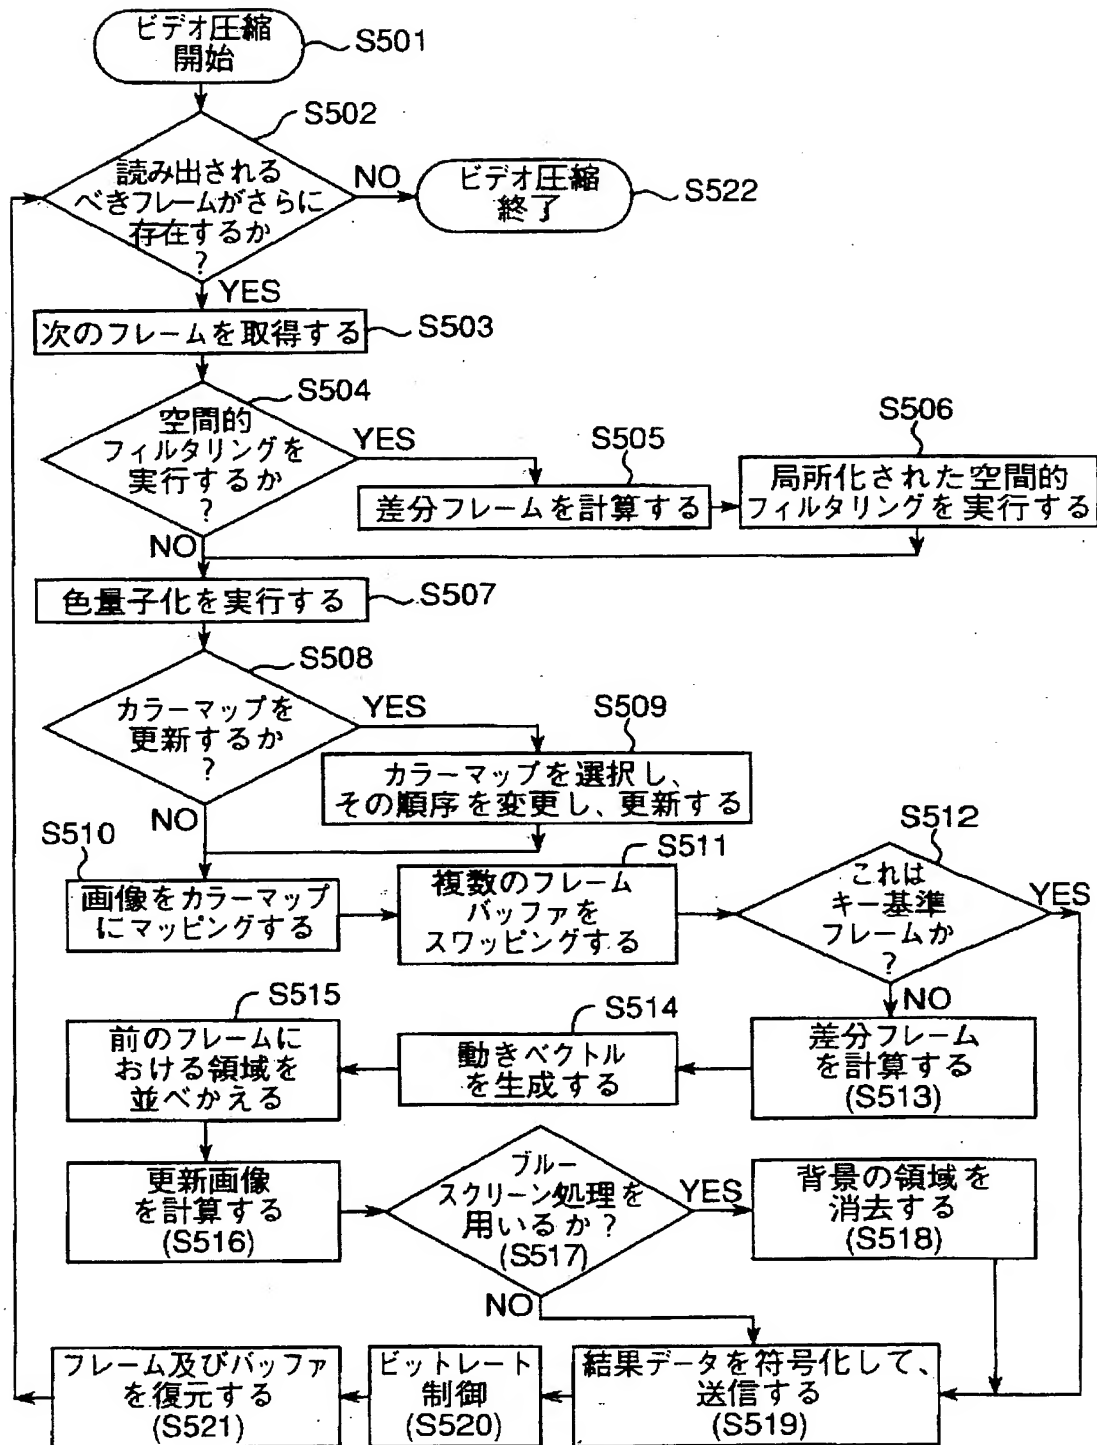 ビデオ圧縮
開始
S501
S502
読み出される
べきフレームがさらに
存在するか
?
NO
ビデオ圧縮
終了
S522
YES
次のフレームを取得する
S503
S504
空間的
フィルタリングを
実行するか
?
YES
S505
差分フレームを計算する
S506
局所化された空間的
フィルタリングを実行する
NO
色量子化を実行する
S507
S508
カラーマップを
更新するか
?
YES
S509
カラーマップを選択し、
その順序を変更し、更新する
NO
S510
画像をカラーマップ
にマッピングする
S511
複数のフレーム
バッファを
スワッピングする
S512
これは
キー基準
フレームか
?
YES
NO
差分フレーム
を計算する
(S513)
S514
動きベクトル
を生成する
S515
前のフレームに
おける領域を
並べかえる
更新画像
を計算する
(S516)
ブルー
スクリーン処理を
用いるか?
(S517)
YES
背景の領域を
消去する
(S518)
NO
結果データを符号化して、
送信する
(S519)
ビットレート
制御
(S520)
フレーム及びバッファ
を復元する
(S521)